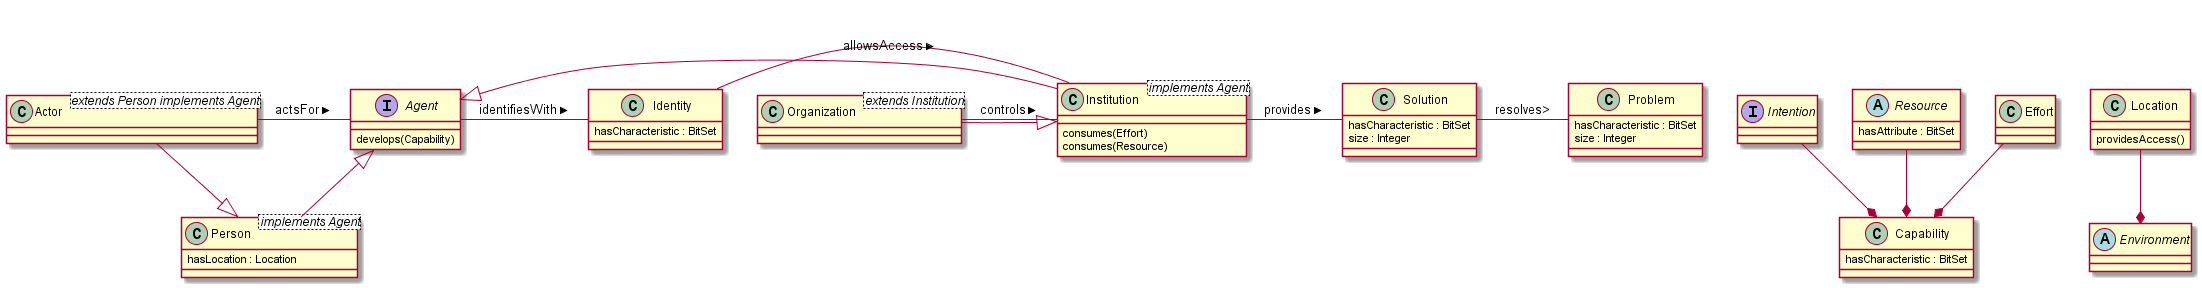 allowsAccess ▶
C Actor
extends Person implements Agent
actsFor ▶
I Agent
develops(Capability)
identifiesWith ▶
C Identity
hasCharacteristic : BitSet
C Organization
extends Institution
controls ▶
C Institution
implements Agent
consumes(Effort)
consumes(Resource)
provides ▶
C Solution
hasCharacteristic : BitSet
size : Integer
resolves>
C Problem
hasCharacteristic : BitSet
size : Integer
I Intention
A Resource
hasAttribute : BitSet
C Effort
C Location
providesAccess()
C Person
implements Agent
hasLocation : Location
C Capability
hasCharacteristic : BitSet
A Environment